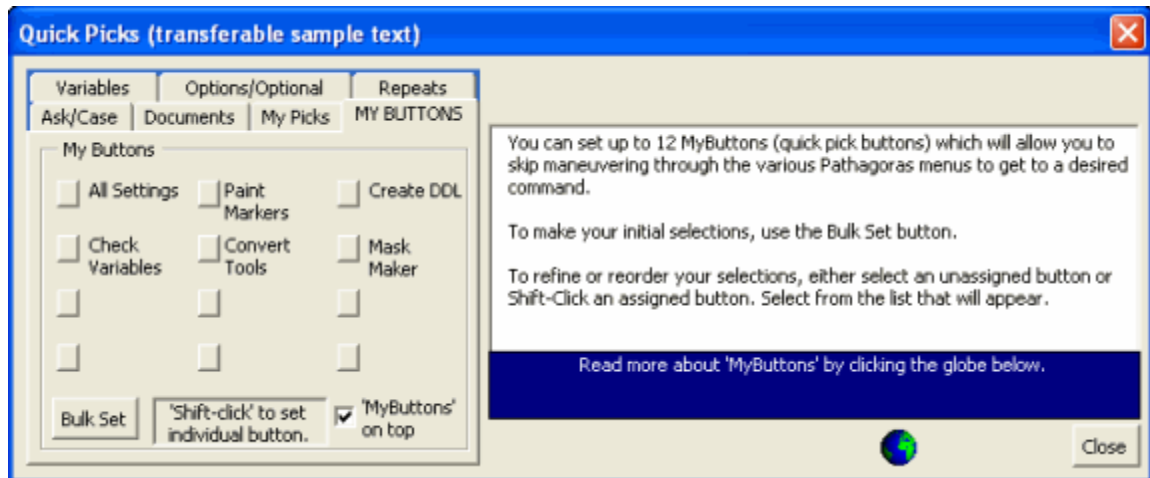 Quick Picks (transferable sample text)
Variables
Options/Optional
Repeats
Ask/Case
Documents
My Picks
MY BUTTONS
My Buttons
All Settings
Paint
Markers
Create DDL
Check
Variables
Convert
Tools
Mask
Maker
Bulk Set
'Shift-click' to set
individual button.
'MyButtons'
on top
You can set up to 12 MyButtons (quick pick buttons) which will allow you to
skip maneuvering through the various Pathagoras menus to get to a desired
command.
To make your initial selections, use the Bulk Set button.
To refine or reorder your selections, either select an unassigned button or
Shift-Click an assigned button. Select from the list that will appear.
Read more about 'MyButtons' by clicking the globe below.
Close